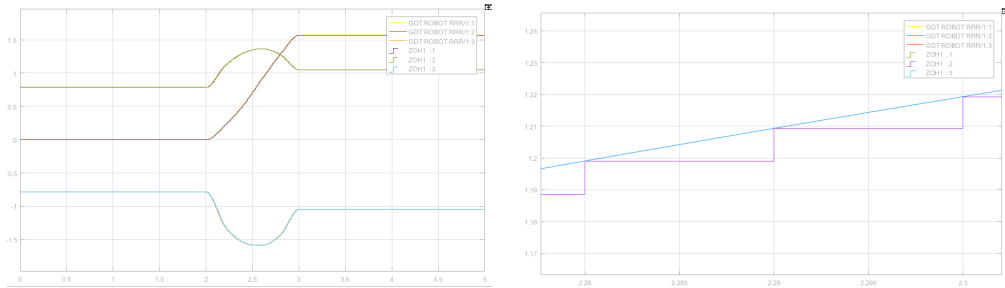 GDT ROBOT RRR/1:1
GDT ROBOT RRR/1:2
GDT ROBOT RRR/1:3
ZOH1 :1
ZOH1 :2
ZOH1 :3
1.5
1
0.5
0
-0.5
-1
-1.5
0 0.5 1 1.5 2 2.5 3 3.5 4 4.5 5
GDT ROBOT RRR/1:1
GDT ROBOT RRR/1:2
GDT ROBOT RRR/1:3
ZOH1 :1
ZOH1 :2
ZOH1 :3
1.24
1.23
1.22
1.21
1.2
1.19
1.18
1.17
2.28 2.285 2.29 2.295 2.3